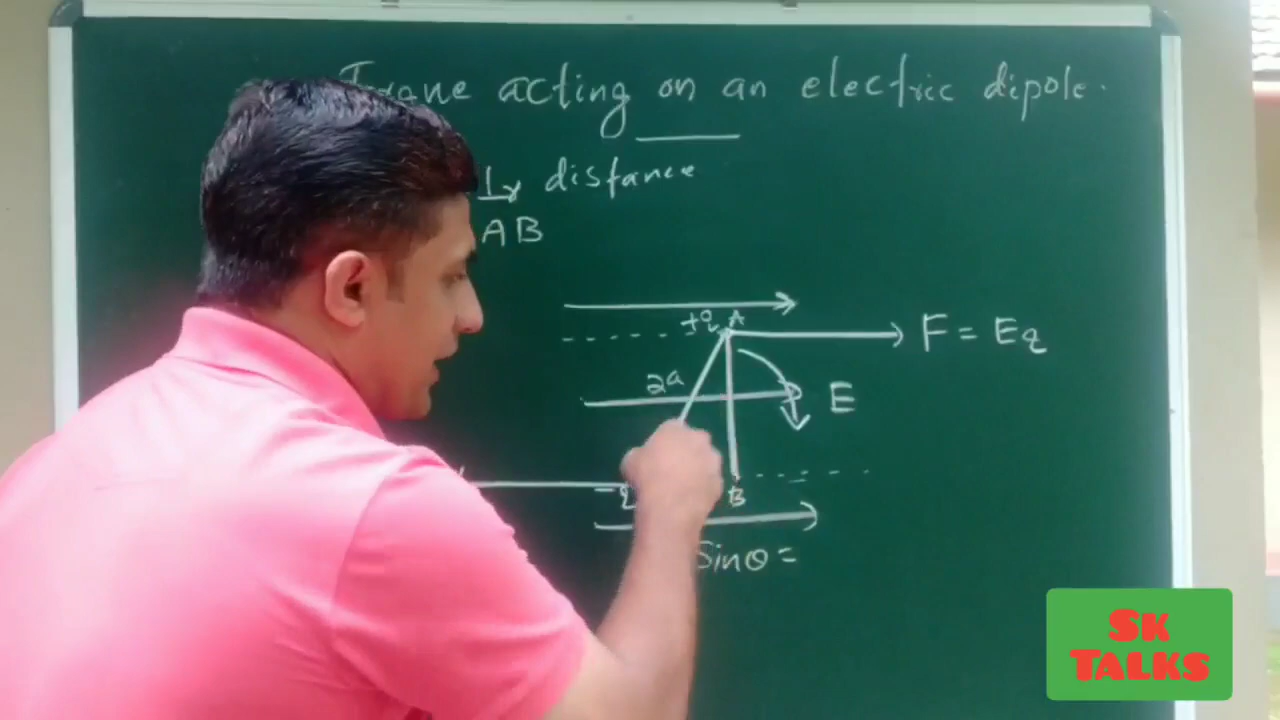 acting on an electric dipole.
distance
AB
+q A
F = Eq
2a
E
-q B
Sinθ =
Sk
TALKS